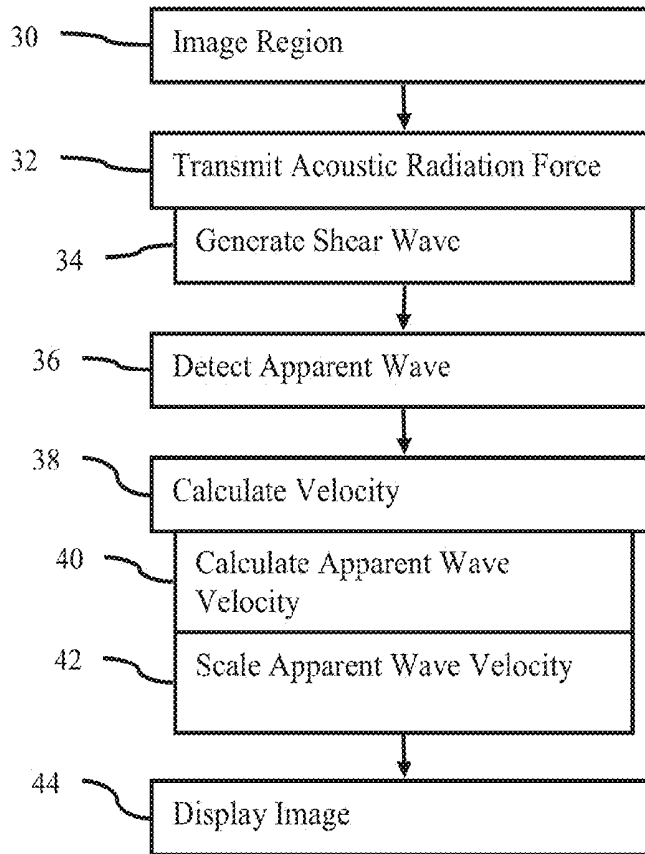 30
Image Region
32
Transmit Acoustic Radiation Force
34
Generate Shear Wave
36
Detect Apparent Wave
38
Calculate Velocity
40
Calculate Apparent Wave
Velocity
42
Scale Apparent Wave Velocity
44
Display Image